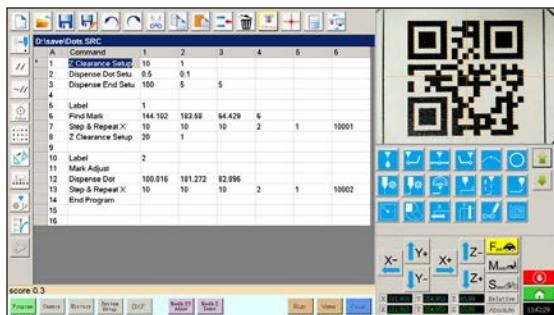 D:\save\Dots.SRC
A Command 1 2 3 4 5 6
1 Z Clearance Setup 10 1
2 Dispense Dot Setu 0.5 0.1
3 Dispense End Setu 100 5 5
4
5 Label 1
6 Find Mark 144.102 183.58 64.429 6
7 Step & Repeat X 10 10 10 2 1 10001
8 Z Clearance Setup 20 1
9
10 Label 2
11 Mark Adjust
12 Dispense Dot 100.016 181.272 82.896
13 Step & Repeat X 10 10 10 2 1 10002
14 End Program
15
16
X- Y+ X+ Z- F
Y- Z+ M
S
score 0.3
Program Camera History System Setup DXF Run View
X Y Z Relative
X Y Z Absolute